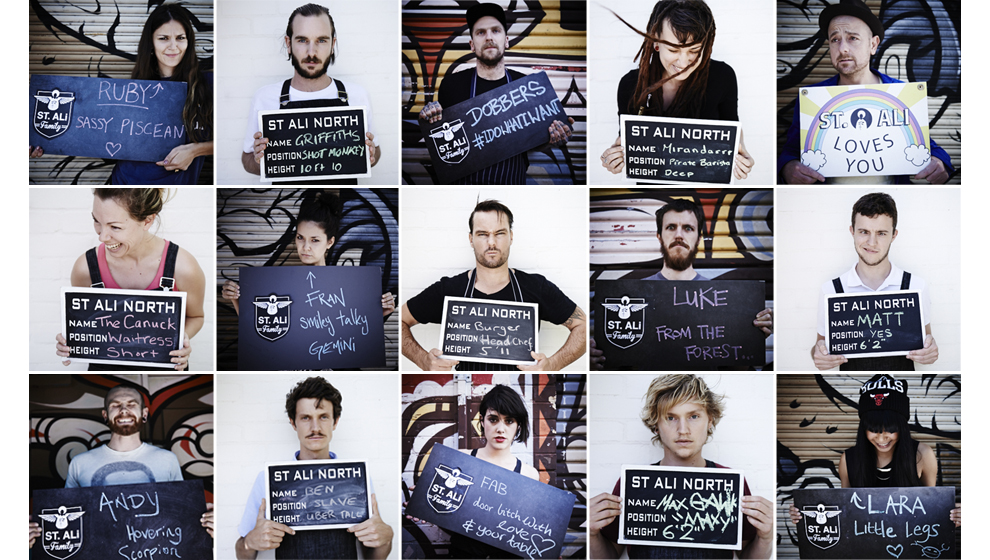 RUBY↑
ST. ALI
Family
SASSY PISCEAN
ST ALI NORTH
NAME GRIFFITHS
POSITION SHOT MONKEY
HEIGHT 10 Ft 10
DOBBERS
#IDOWHATIWANT
ST. ALI
Family
ST ALI NORTH
NAME Mirandarrr
POSITION Pirate Barista
HEIGHT Deep
ST. ALI
LOVES
YOU
ST ALI NORTH
NAME The Canuck
POSITION Waitress
HEIGHT Short
↑
FRAN
smiley talky
GEMINI
ST. ALI
Family
ST ALI NORTH
NAME Burger
POSITION Head Chef
HEIGHT 5'11
LUKE
FROM THE
FOREST...
ST. ALI
Family
ST ALI NORTH
NAME MATT
POSITION YES
HEIGHT 6'2"
ANDY
Hovering
Scorpion
ST. ALI
Family
ST ALI NORTH
NAME BEN
POSITION SLAVE
HEIGHT UBER TALL
FAB
door bitch with
love
& your table
ST. ALI
Family
ST ALI NORTH
NAME MAX
POSITION
HEIGHT 6'2"
BULLS
↑LARA
Little Legs
ST. ALI
Family